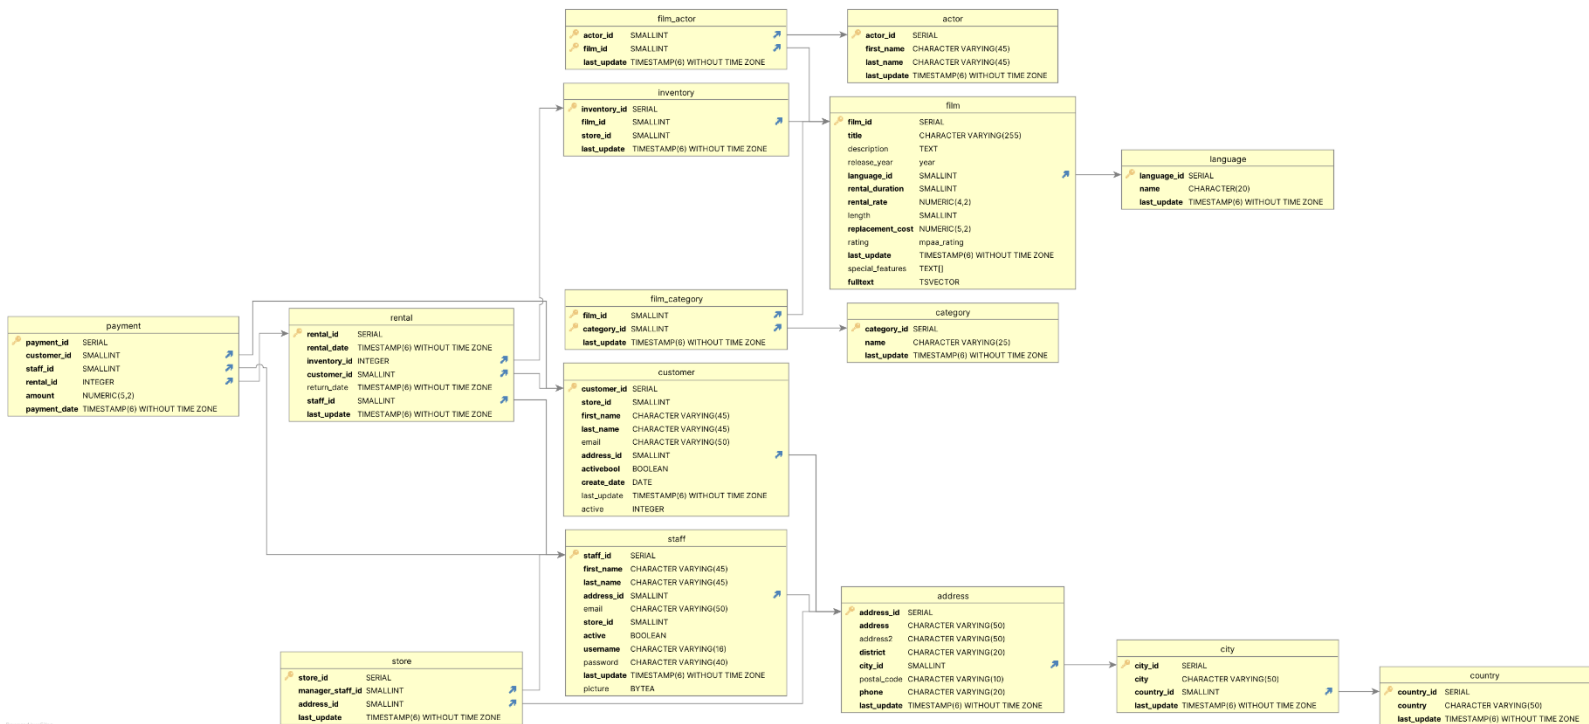 film_actor
actor_id SMALLINT
film_id SMALLINT
last_update TIMESTAMP(6) WITHOUT TIME ZONE
actor
actor_id SERIAL
first_name CHARACTER VARYING(45)
last_name CHARACTER VARYING(45)
last_update TIMESTAMP(6) WITHOUT TIME ZONE
inventory
inventory_id SERIAL
film_id SMALLINT
store_id SMALLINT
last_update TIMESTAMP(6) WITHOUT TIME ZONE
film
film_id SERIAL
title CHARACTER VARYING(255)
description TEXT
release_year year
language_id SMALLINT
rental_duration SMALLINT
rental_rate NUMERIC(4,2)
length SMALLINT
replacement_cost NUMERIC(5,2)
rating mpaa_rating
last_update TIMESTAMP(6) WITHOUT TIME ZONE
special_features TEXT[]
fulltext TSVECTOR
language
language_id SERIAL
name CHARACTER(20)
last_update TIMESTAMP(6) WITHOUT TIME ZONE
film_category
film_id SMALLINT
category_id SMALLINT
last_update TIMESTAMP(6) WITHOUT TIME ZONE
category
category_id SERIAL
name CHARACTER VARYING(25)
last_update TIMESTAMP(6) WITHOUT TIME ZONE
payment
payment_id SERIAL
customer_id SMALLINT
staff_id SMALLINT
rental_id INTEGER
amount NUMERIC(5,2)
payment_date TIMESTAMP(6) WITHOUT TIME ZONE
rental
rental_id SERIAL
rental_date TIMESTAMP(6) WITHOUT TIME ZONE
inventory_id INTEGER
customer_id SMALLINT
return_date TIMESTAMP(6) WITHOUT TIME ZONE
staff_id SMALLINT
last_update TIMESTAMP(6) WITHOUT TIME ZONE
customer
customer_id SERIAL
store_id SMALLINT
first_name CHARACTER VARYING(45)
last_name CHARACTER VARYING(45)
email CHARACTER VARYING(50)
address_id SMALLINT
activebool BOOLEAN
create_date DATE
last_update TIMESTAMP(6) WITHOUT TIME ZONE
active INTEGER
staff
staff_id SERIAL
first_name CHARACTER VARYING(45)
last_name CHARACTER VARYING(45)
address_id SMALLINT
email CHARACTER VARYING(50)
store_id SMALLINT
active BOOLEAN
username CHARACTER VARYING(16)
password CHARACTER VARYING(40)
last_update TIMESTAMP(6) WITHOUT TIME ZONE
picture BYTEA
store
store_id SERIAL
manager_staff_id SMALLINT
address_id SMALLINT
last_update TIMESTAMP(6) WITHOUT TIME ZONE
address
address_id SERIAL
address CHARACTER VARYING(50)
address2 CHARACTER VARYING(50)
district CHARACTER VARYING(20)
city_id SMALLINT
postal_code CHARACTER VARYING(10)
phone CHARACTER VARYING(20)
last_update TIMESTAMP(6) WITHOUT TIME ZONE
city
city_id SERIAL
city CHARACTER VARYING(50)
country_id SMALLINT
last_update TIMESTAMP(6) WITHOUT TIME ZONE
country
country_id SERIAL
country CHARACTER VARYING(50)
last_update TIMESTAMP(6) WITHOUT TIME ZONE